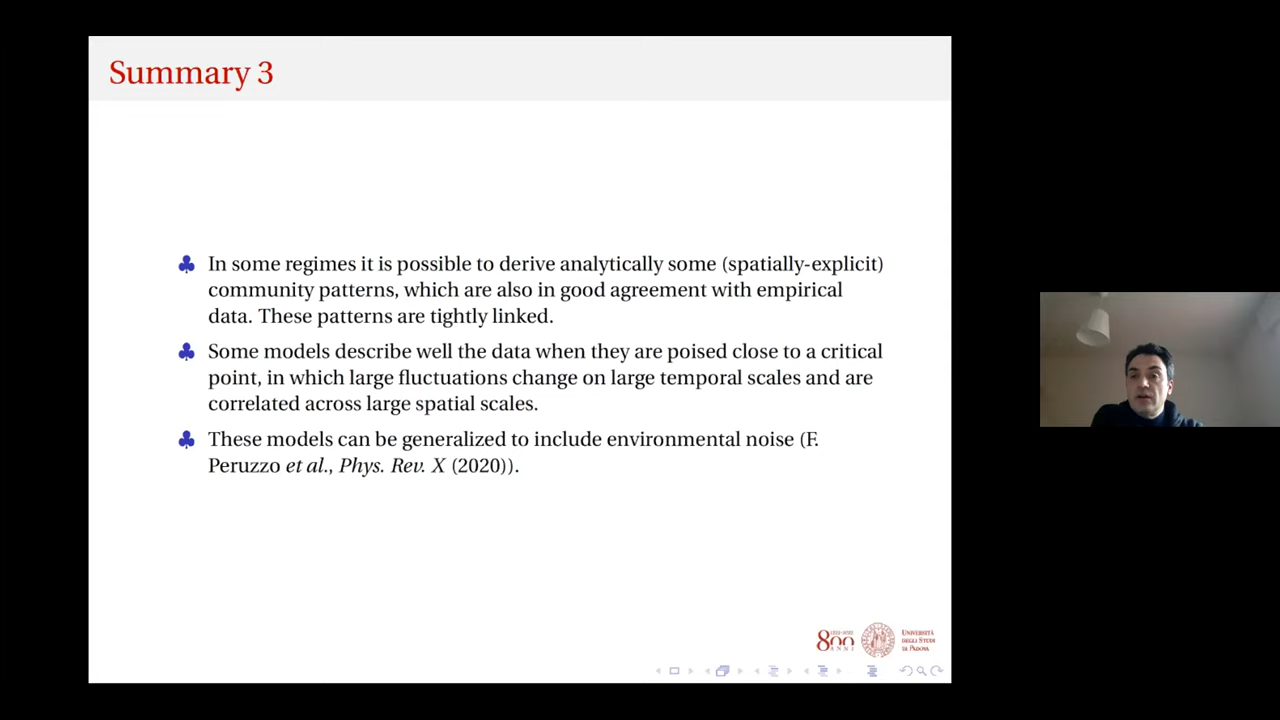 Summary 3
♣ In some regimes it is possible to derive analytically some (spatially-explicit)
community patterns, which are also in good agreement with empirical
data. These patterns are tightly linked.
♣ Some models describe well the data when they are poised close to a critical
point, in which large fluctuations change on large temporal scales and are
correlated across large spatial scales.
♣ These models can be generalized to include environmental noise (F.
Peruzzo et al., Phys. Rev. X (2020)).
800
ANNI
UNIVERSITÀ
DEGLI STUDI
DI PADOVA